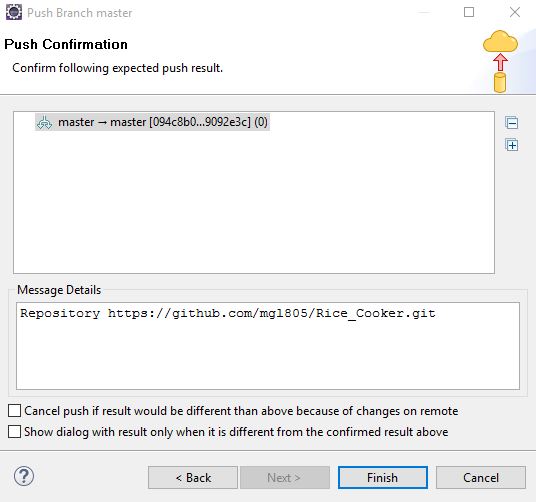 Push Branch master
Push Confirmation
Confirm following expected push result.
master → master [094c8b0...9092e3c] (0)
Message Details
Repository https://github.com/mgl805/Rice_Cooker.git
Cancel push if result would be different than above because of changes on remote
Show dialog with result only when it is different from the confirmed result above
< Back
Next >
Finish
Cancel